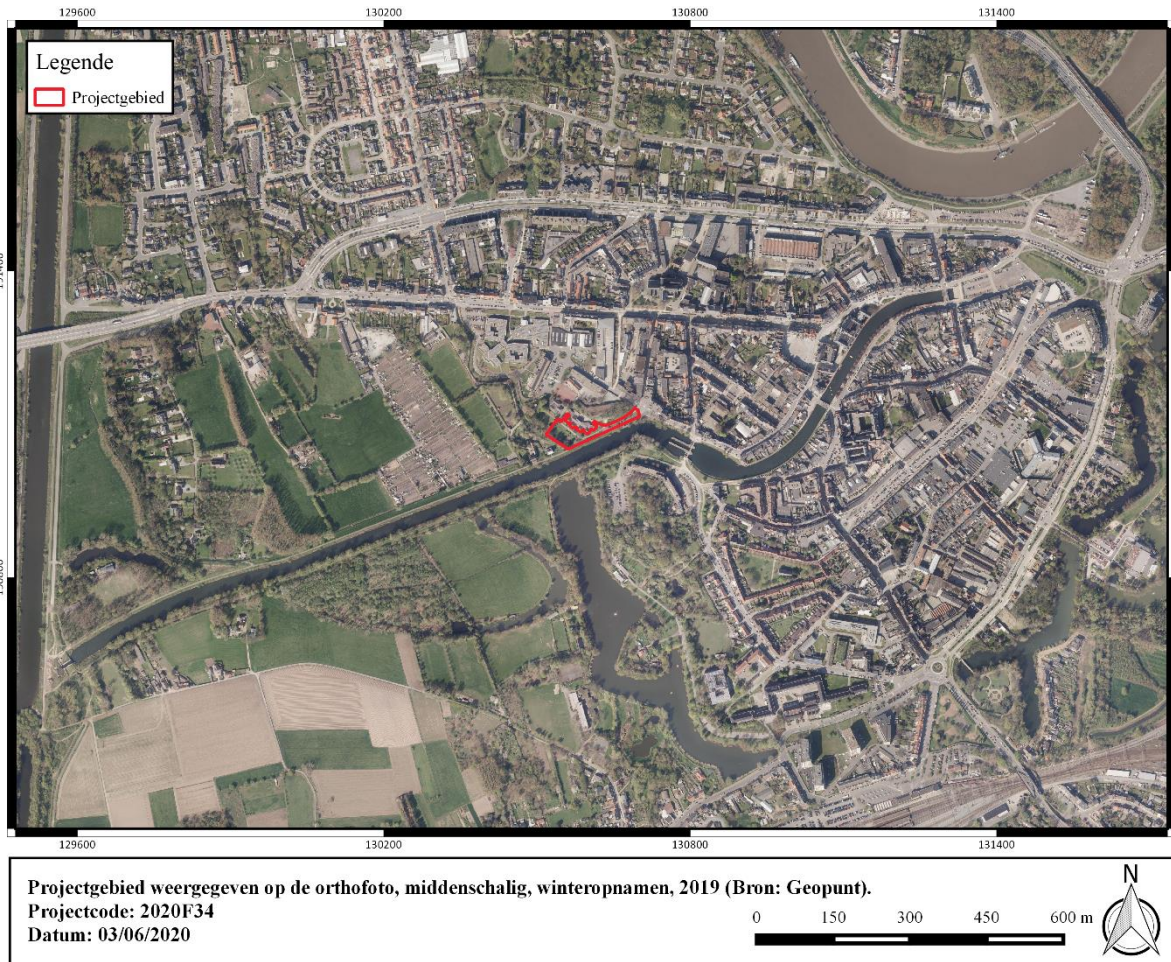 129600 130200 130800 131400
Legende
Projectgebied
129600 130200 130800 131400
Projectgebied weergegeven op de orthofoto, middenschalig, winteropnamen, 2019 (Bron: Geopunt).
Projectcode: 2020F34
Datum: 03/06/2020
0 150 300 450 600 m
N